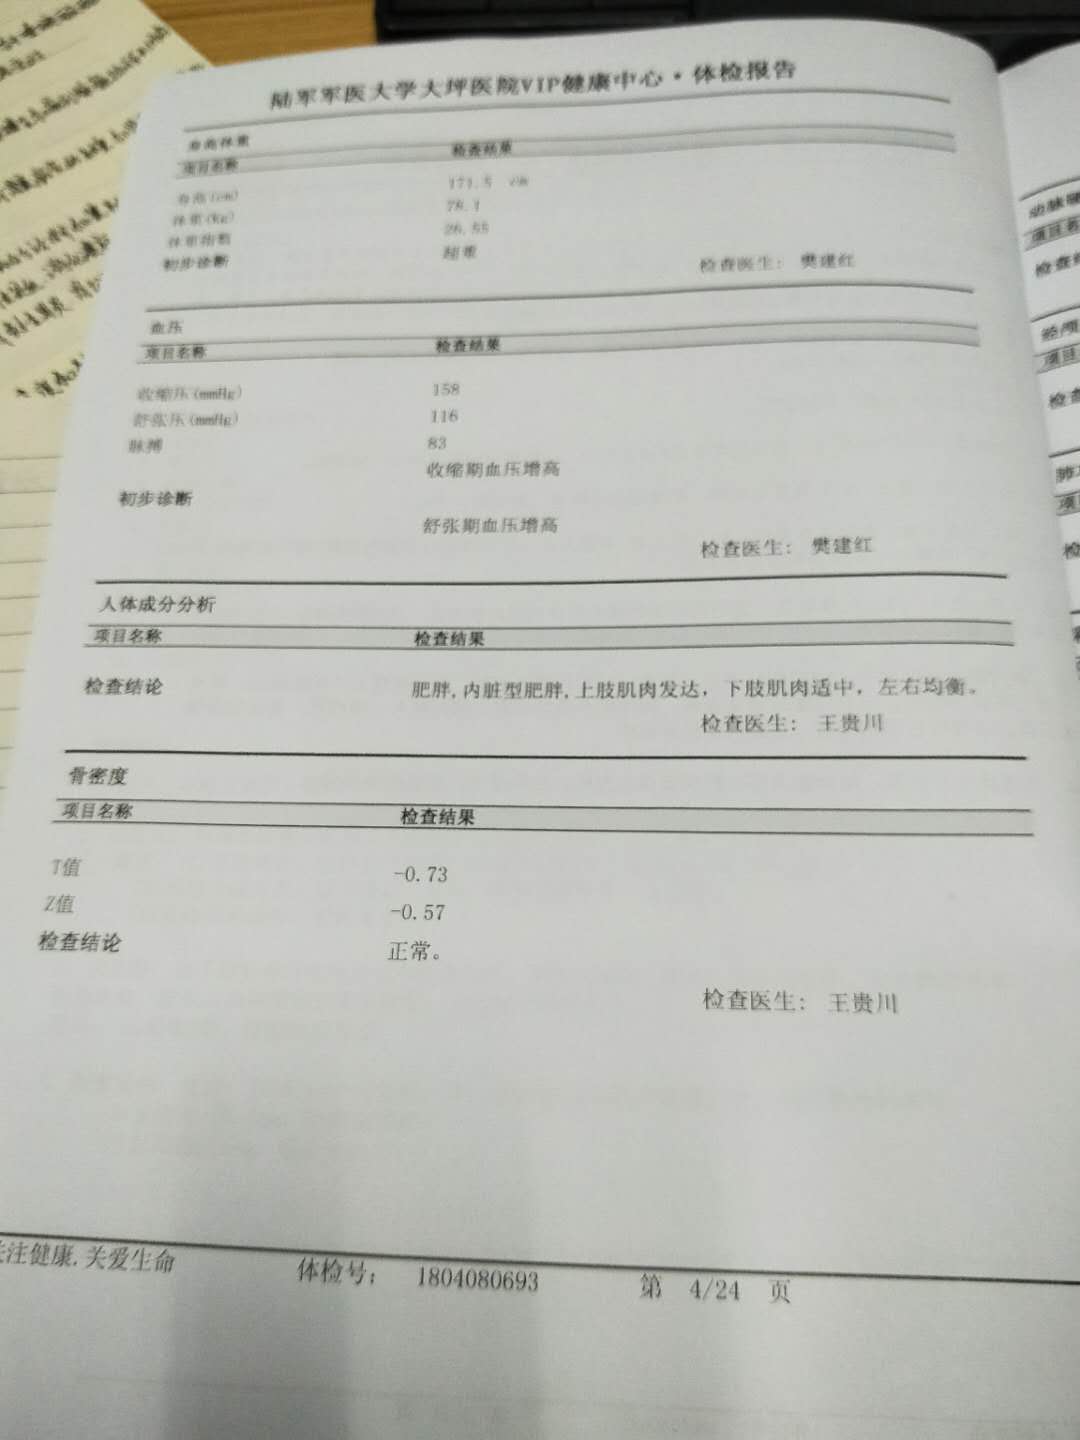 陆军军医大学大坪医院VIP健康中心·体检报告
身高体重
项目名称 检查结果
身高(cm) 171.5 cm
体重(Kg) 78.1
体重指数 26.55
初步诊断 超重
检查医生: 樊建红
血压
项目名称 检查结果
收缩压(mmHg) 158
舒张压(mmHg) 116
脉搏 83
收缩期血压增高
初步诊断
舒张期血压增高
检查医生: 樊建红
人体成分分析
项目名称 检查结果
检查结论 肥胖,内脏型肥胖,上肢肌肉发达，下肢肌肉适中，左右均衡。
检查医生: 王贵川
骨密度
项目名称 检查结果
T值 -0.73
Z值 -0.57
检查结论 正常。
检查医生: 王贵川
注健康,关爱生命 体检号: 1804080693 第 4/24 页